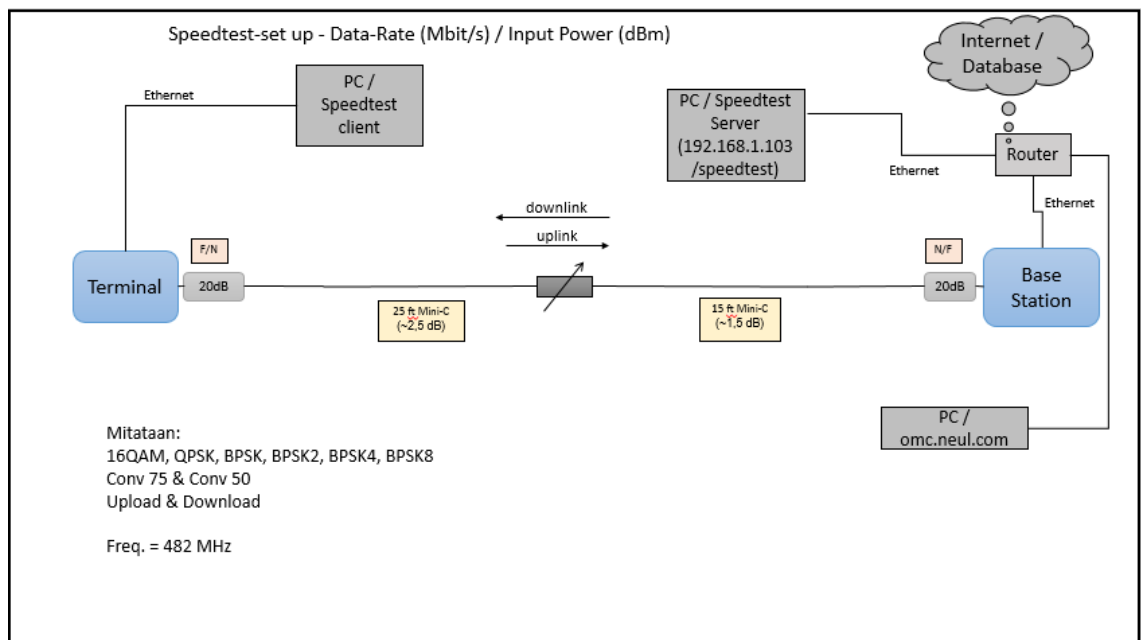 Speedtest-set up - Data-Rate (Mbit/s) / Input Power (dBm)
Internet /
Database
PC /
Speedtest
client
Ethernet
PC / Speedtest
Server
(192.168.1.103
/speedtest)
Router
Ethernet
Ethernet
downlink
uplink
F/N
N/F
Terminal
20dB
20dB
Base
Station
25 ft Mini-C
(~2,5 dB)
15 ft Mini-C
(~1,5 dB)
PC /
omc.neul.com
Mitataan:
16QAM, QPSK, BPSK, BPSK2, BPSK4, BPSK8
Conv 75 & Conv 50
Upload & Download
Freq. = 482 MHz